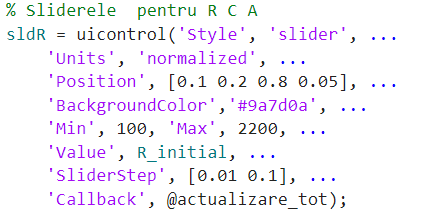 % Sliderele  pentru R C A
sldR = uicontrol('Style', 'slider', ...
    'Units', 'normalized', ...
    'Position', [0.1 0.2 0.8 0.05], ...
    'BackgroundColor','#9a7d0a', ...
    'Min', 100, 'Max', 2200, ...
    'Value', R_initial, ...
    'SliderStep', [0.01 0.1], ...
    'Callback', @actualizare_tot);